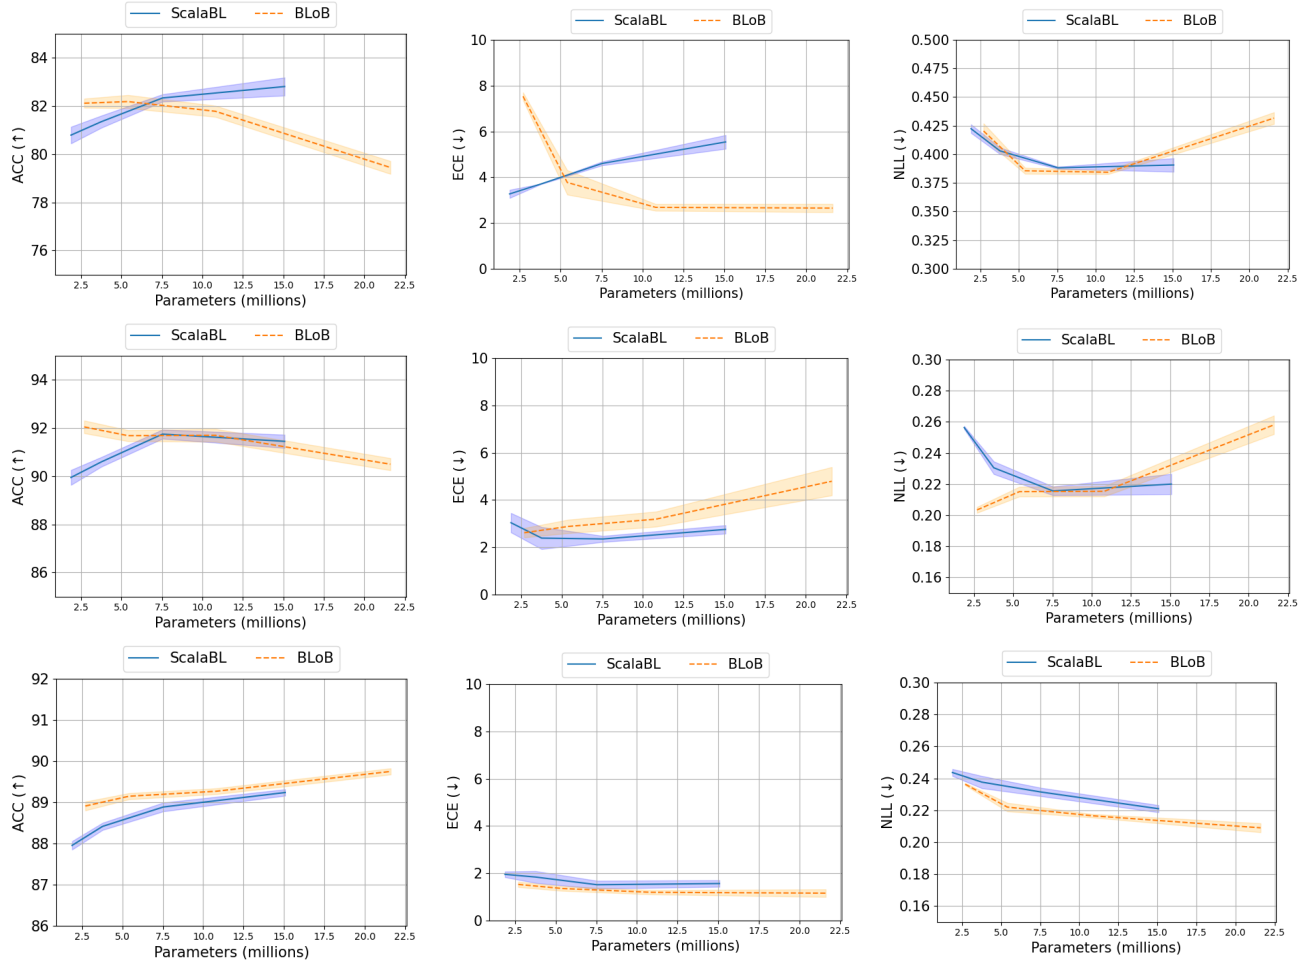 ScalaBL BLoB
ACC (↑)
84
82
80
78
76
2.5 5.0 7.5 10.0 12.5 15.0 17.5 20.0 22.5
Parameters (millions)
ScalaBL BLoB
ECE (↓)
10
8
6
4
2
0
2.5 5.0 7.5 10.0 12.5 15.0 17.5 20.0 22.5
Parameters (millions)
ScalaBL BLoB
NLL (↓)
0.500
0.475
0.450
0.425
0.400
0.375
0.350
0.325
0.300
2.5 5.0 7.5 10.0 12.5 15.0 17.5 20.0 22.5
Parameters (millions)
ScalaBL BLoB
ACC (↑)
94
92
90
88
86
2.5 5.0 7.5 10.0 12.5 15.0 17.5 20.0 22.5
Parameters (millions)
ScalaBL BLoB
ECE (↓)
10
8
6
4
2
0
2.5 5.0 7.5 10.0 12.5 15.0 17.5 20.0 22.5
Parameters (millions)
ScalaBL BLoB
NLL (↓)
0.30
0.28
0.26
0.24
0.22
0.20
0.18
0.16
2.5 5.0 7.5 10.0 12.5 15.0 17.5 20.0 22.5
Parameters (millions)
ScalaBL BLoB
ACC (↑)
92
91
90
89
88
87
86
2.5 5.0 7.5 10.0 12.5 15.0 17.5 20.0 22.5
Parameters (millions)
ScalaBL BLoB
ECE (↓)
10
8
6
4
2
0
2.5 5.0 7.5 10.0 12.5 15.0 17.5 20.0 22.5
Parameters (millions)
ScalaBL BLoB
NLL (↓)
0.30
0.28
0.26
0.24
0.22
0.20
0.18
0.16
2.5 5.0 7.5 10.0 12.5 15.0 17.5 20.0 22.5
Parameters (millions)